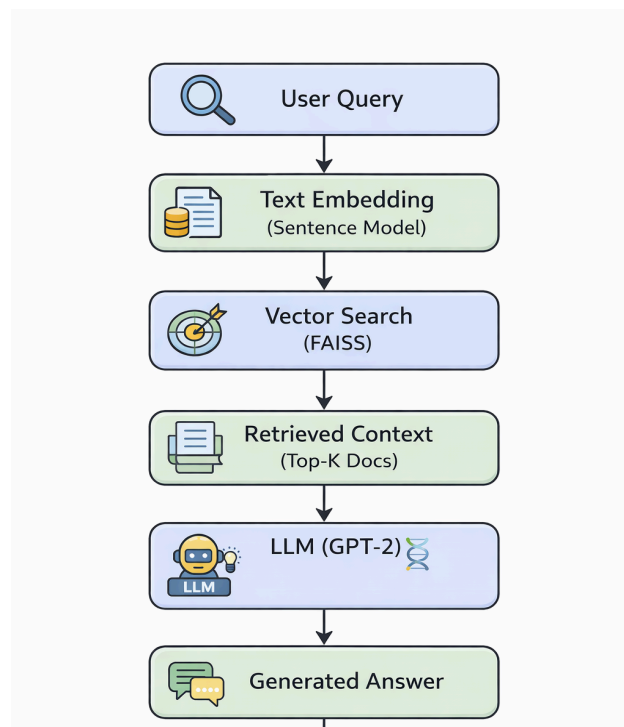 User Query
Text Embedding
(Sentence Model)
Vector Search
(FAISS)
Retrieved Context
(Top-K Docs)
LLM (GPT-2)
LLM
Generated Answer